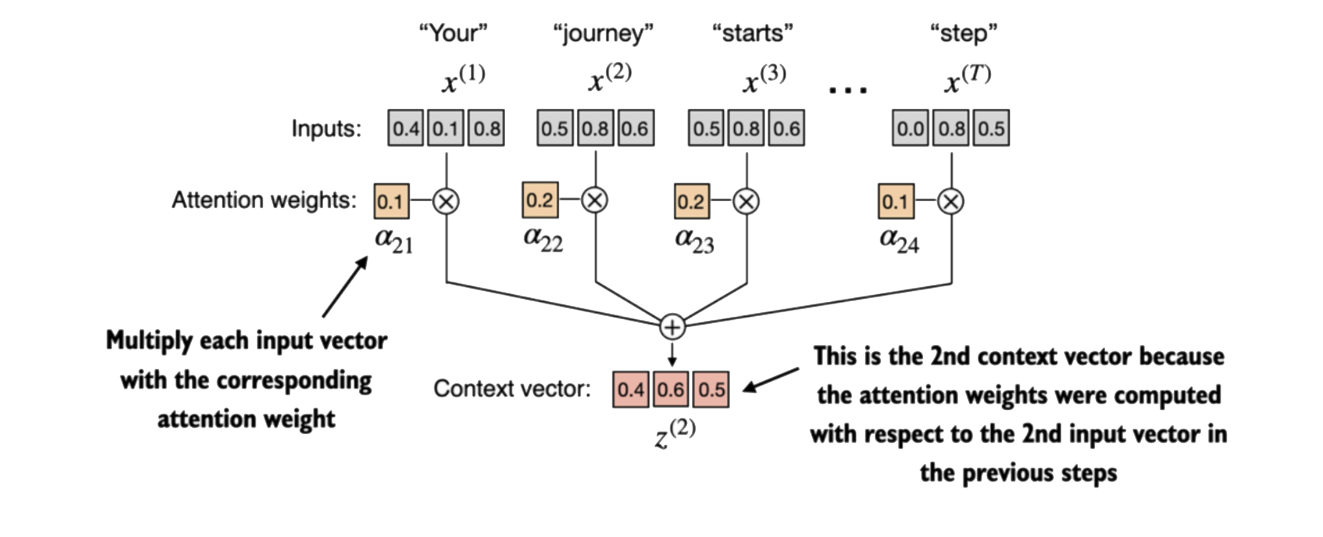 “Your” “journey” “starts” “step”
x(1) x(2) x(3) ... x(T)
Inputs: 0.4 0.1 0.8 0.5 0.8 0.6 0.5 0.8 0.6 0.0 0.8 0.5
Attention weights: 0.1 0.2 0.2 0.1
α21 α22 α23 α24
Multiply each input vector
with the corresponding
attention weight
Context vector: 0.4 0.6 0.5
z(2)
This is the 2nd context vector because
the attention weights were computed
with respect to the 2nd input vector in
the previous steps